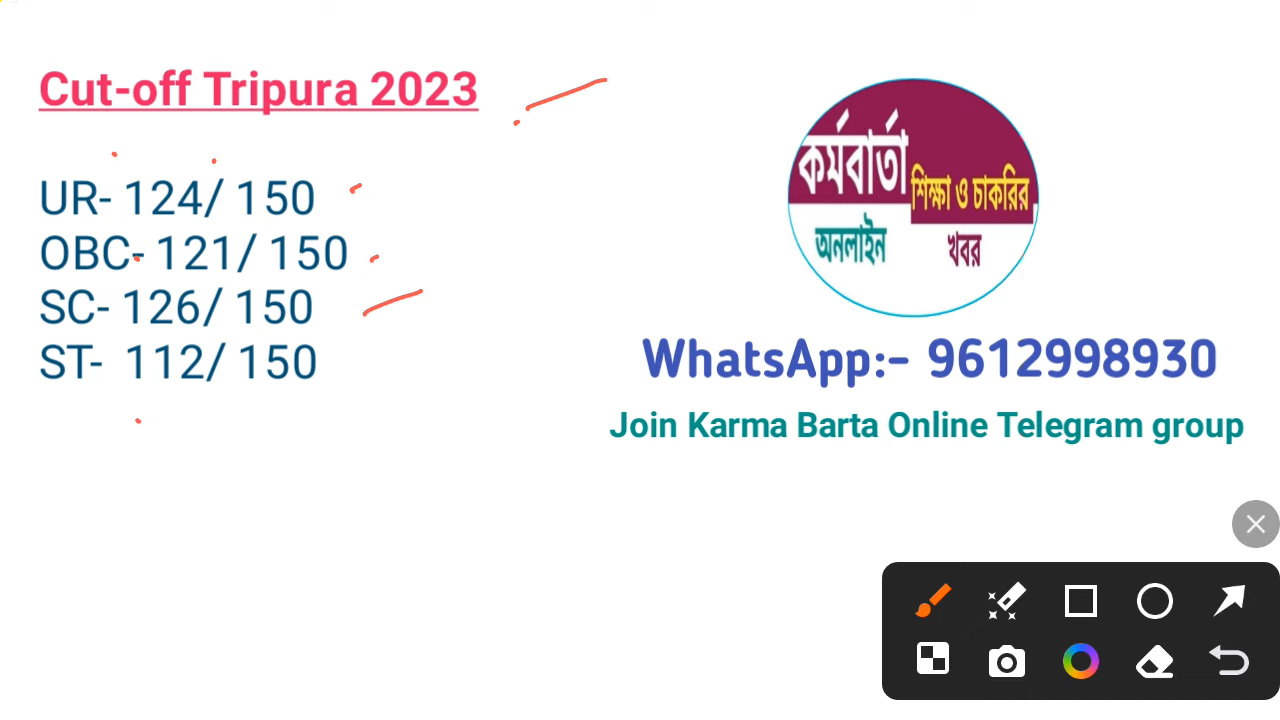 Cut-off Tripura 2023
UR- 124/ 150
OBC- 121/ 150
SC- 126/ 150
ST- 112/ 150
কর্মবার্তা
শিক্ষা ও চাকরির
অনলাইন
খবর
WhatsApp:- 9612998930
Join Karma Barta Online Telegram group